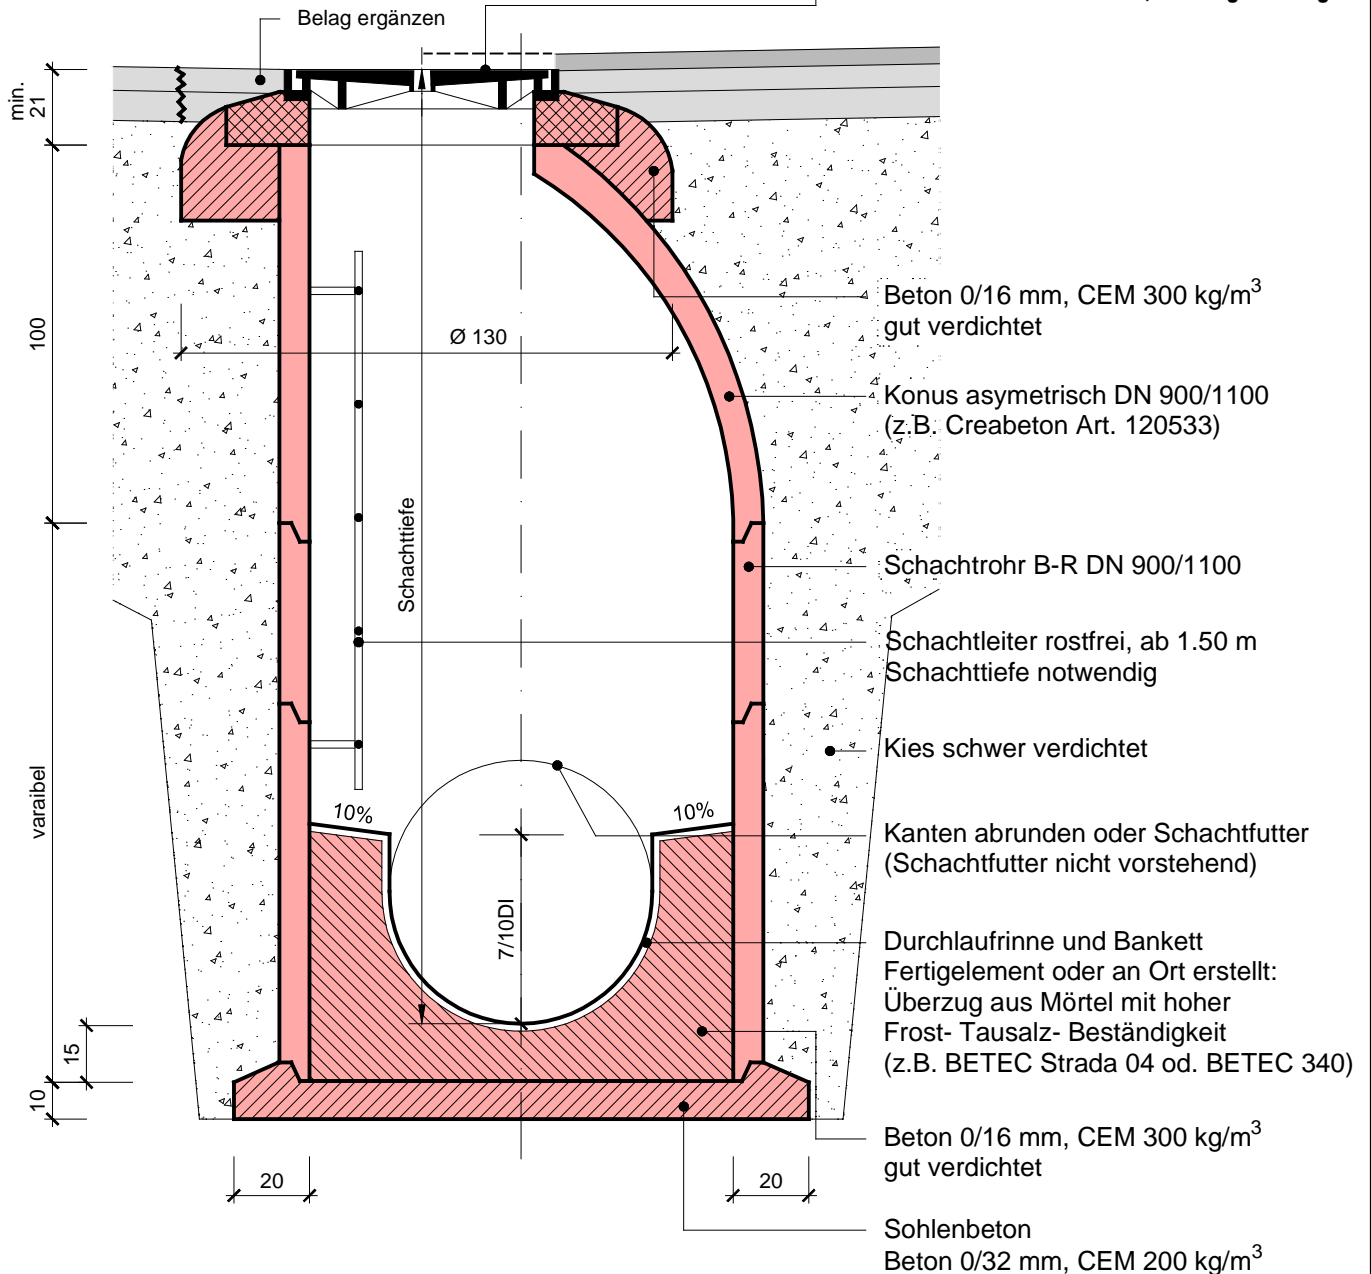 Belag ergänzen
min.
21
100
Ø 130
Beton 0/16 mm, CEM 300 kg/m³
gut verdichtet
Konus asymetrisch DN 900/1100
(z.B. Creabeton Art. 120533)
Schachttiefe
Schachtrohr B-R DN 900/1100
Schachtleiter rostfrei, ab 1.50 m
Schachttiefe notwendig
Kies schwer verdichtet
varaibel
10%
10%
Kanten abrunden oder Schachtfutter
(Schachtfutter nicht vorstehend)
7/10DI
Durchlaufrinne und Bankett
Fertigelement oder an Ort erstellt:
Überzug aus Mörtel mit hoher
Frost- Tausalz- Beständigkeit
(z.B. BETEC Strada 04 od. BETEC 340)
15
10
Beton 0/16 mm, CEM 300 kg/m³
gut verdichtet
20
20
Sohlenbeton
Beton 0/32 mm, CEM 200 kg/m³